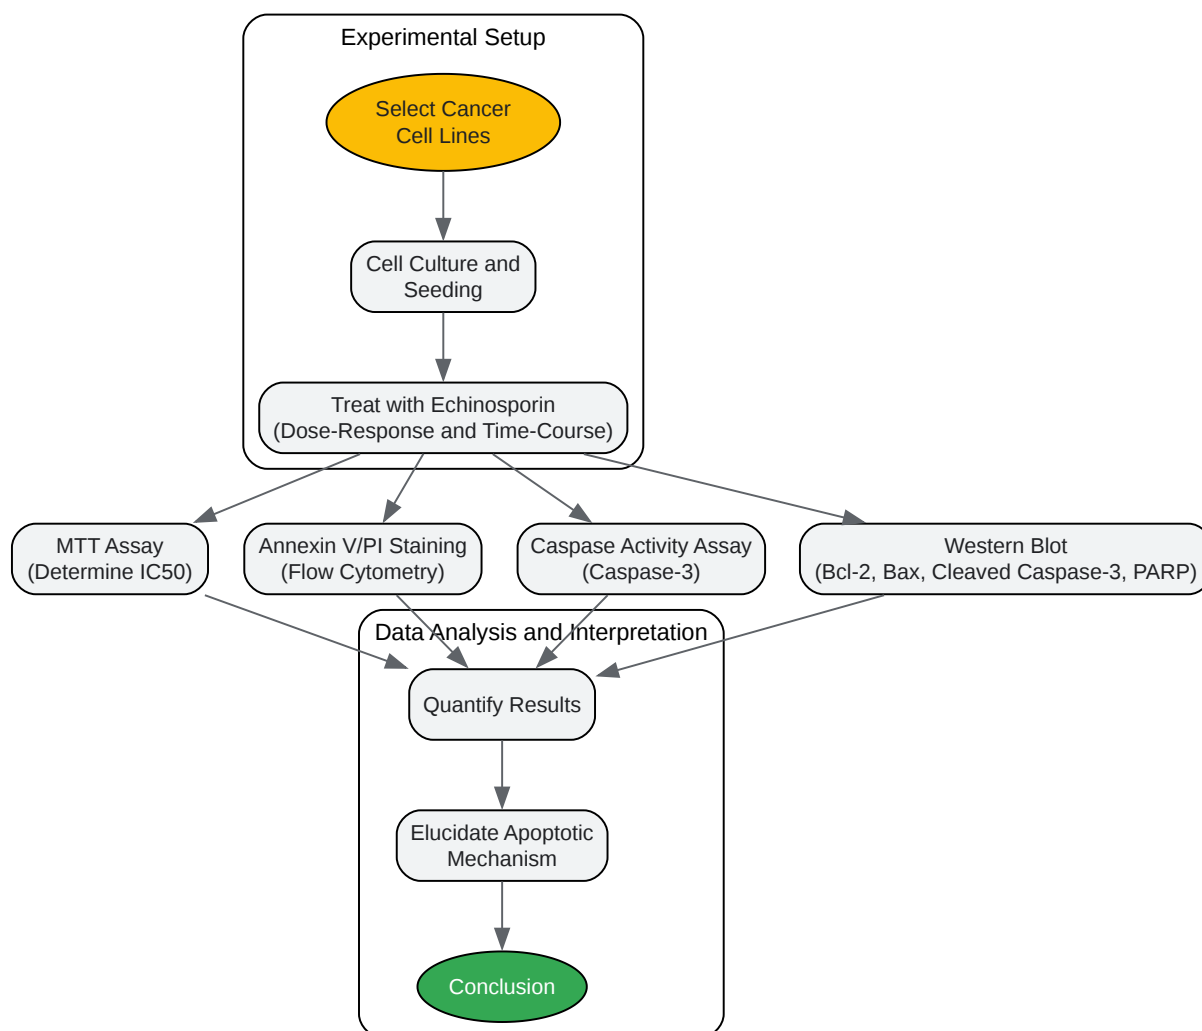 Experimental Setup
Select Cancer
Cell Lines
Cell Culture and
Seeding
Treat with Echinosporin
(Dose-Response and Time-Course)
MTT Assay
(Determine IC50)
Annexin V/PI Staining
(Flow Cytometry)
Caspase Activity Assay
(Caspase-3)
Western Blot
(Bcl-2, Bax, Cleaved Caspase-3, PARP)
Data Analysis and Interpretation
Quantify Results
Elucidate Apoptotic
Mechanism
Conclusion